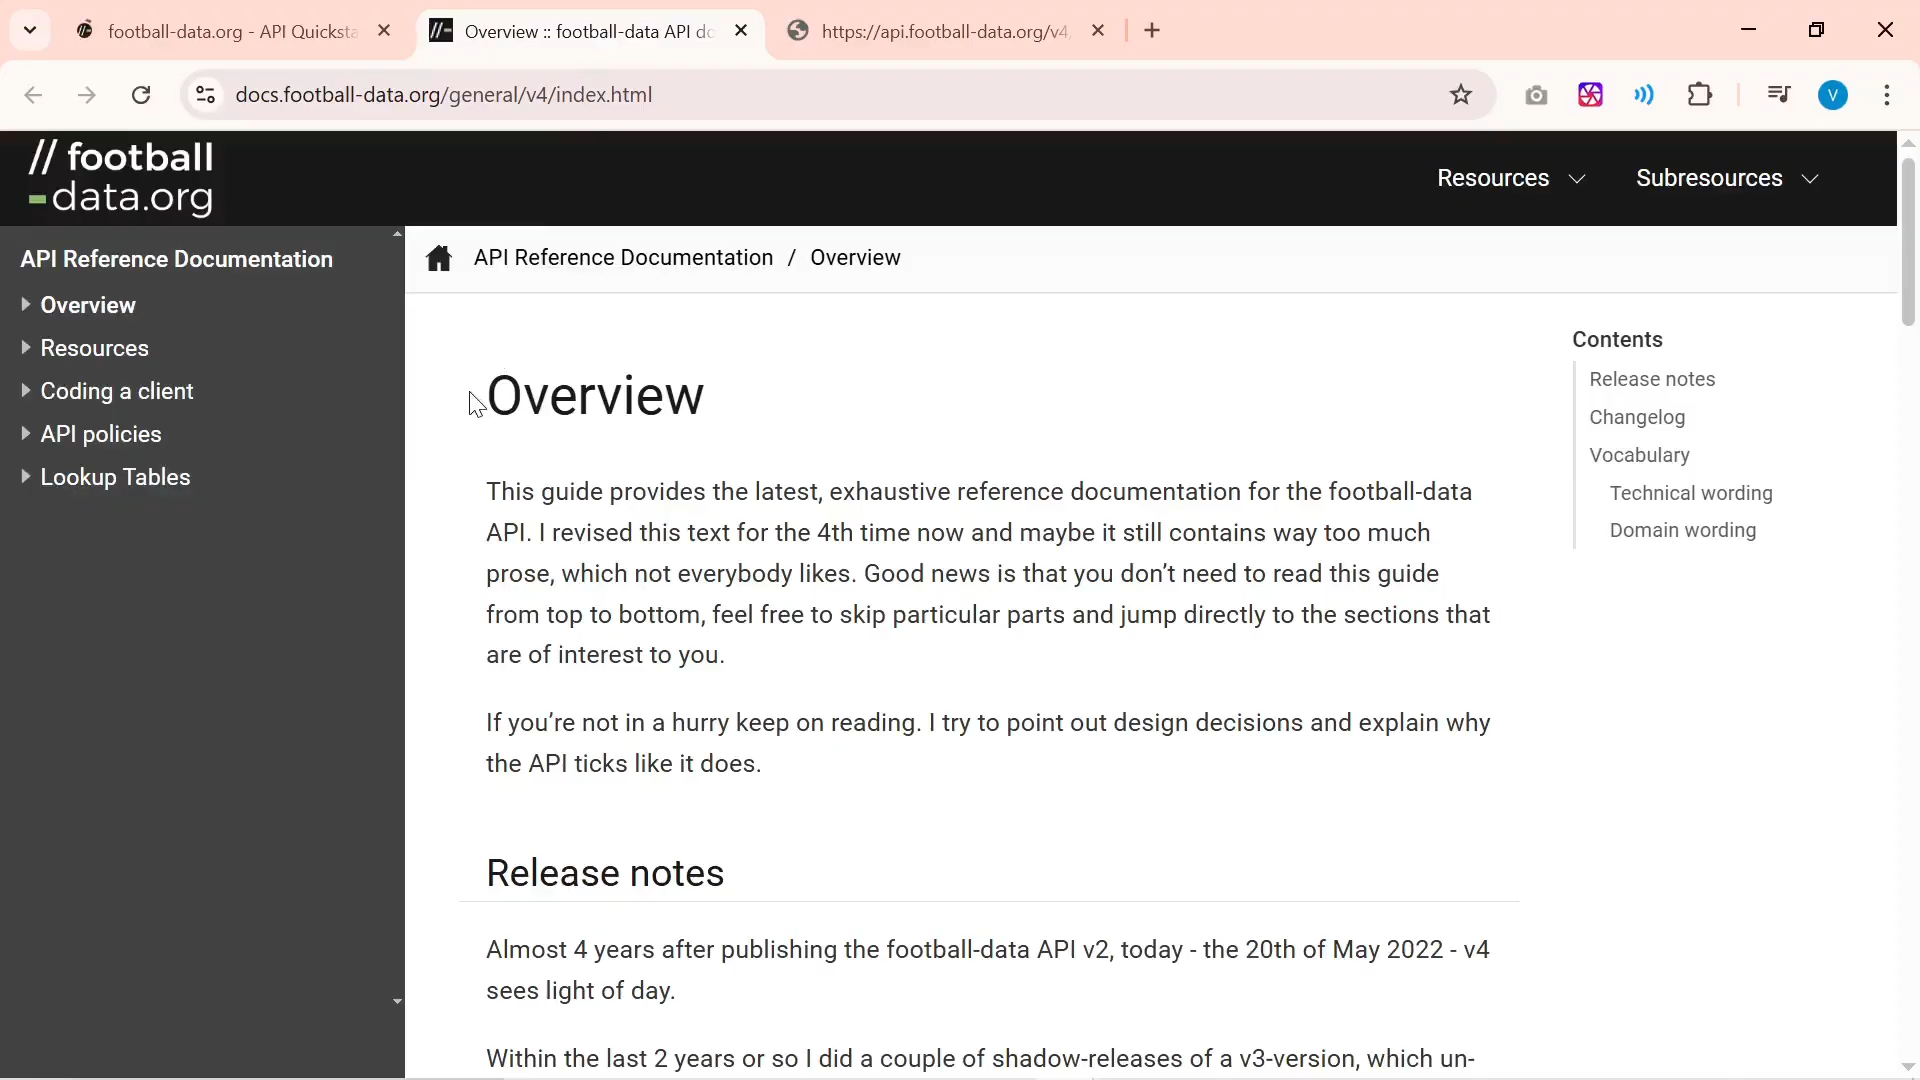 football-data.org - API Quicksta
Overview :: football-data API do
https://api.football-data.org/v4
docs.football-data.org/general/v4/index.html
V
// football
-data.org
Resources
Subresources
API Reference Documentation
Overview
Resources
Coding a client
API policies
Lookup Tables
API Reference Documentation / Overview
Overview
This guide provides the latest, exhaustive reference documentation for the football-data
API. I revised this text for the 4th time now and maybe it still contains way too much
prose, which not everybody likes. Good news is that you don’t need to read this guide
from top to bottom, feel free to skip particular parts and jump directly to the sections that
are of interest to you.
If you’re not in a hurry keep on reading. I try to point out design decisions and explain why
the API ticks like it does.
Release notes
Almost 4 years after publishing the football-data API v2, today - the 20th of May 2022 - v4
sees light of day.
Within the last 2 years or so I did a couple of shadow-releases of a v3-version, which un-
Contents
Release notes
Changelog
Vocabulary
Technical wording
Domain wording